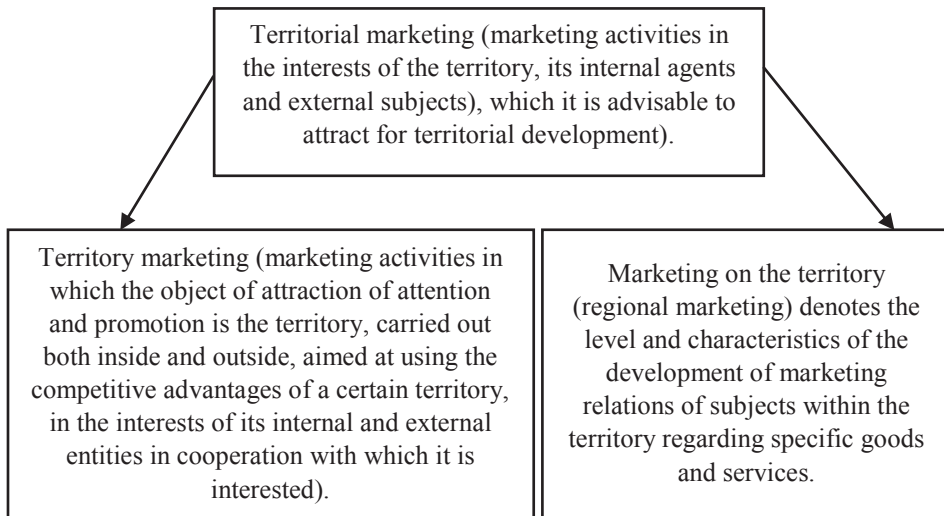 Territorial marketing (marketing activities in
the interests of the territory, its internal agents
and external subjects), which it is advisable to
attract for territorial development).
Territory marketing (marketing activities in
which the object of attraction of attention
and promotion is the territory, carried out
both inside and outside, aimed at using the
competitive advantages of a certain territory,
in the interests of its internal and external
entities in cooperation with which it is
interested).
Marketing on the territory
(regional marketing) denotes the
level and characteristics of the
development of marketing
relations of subjects within the
territory regarding specific goods
and services.